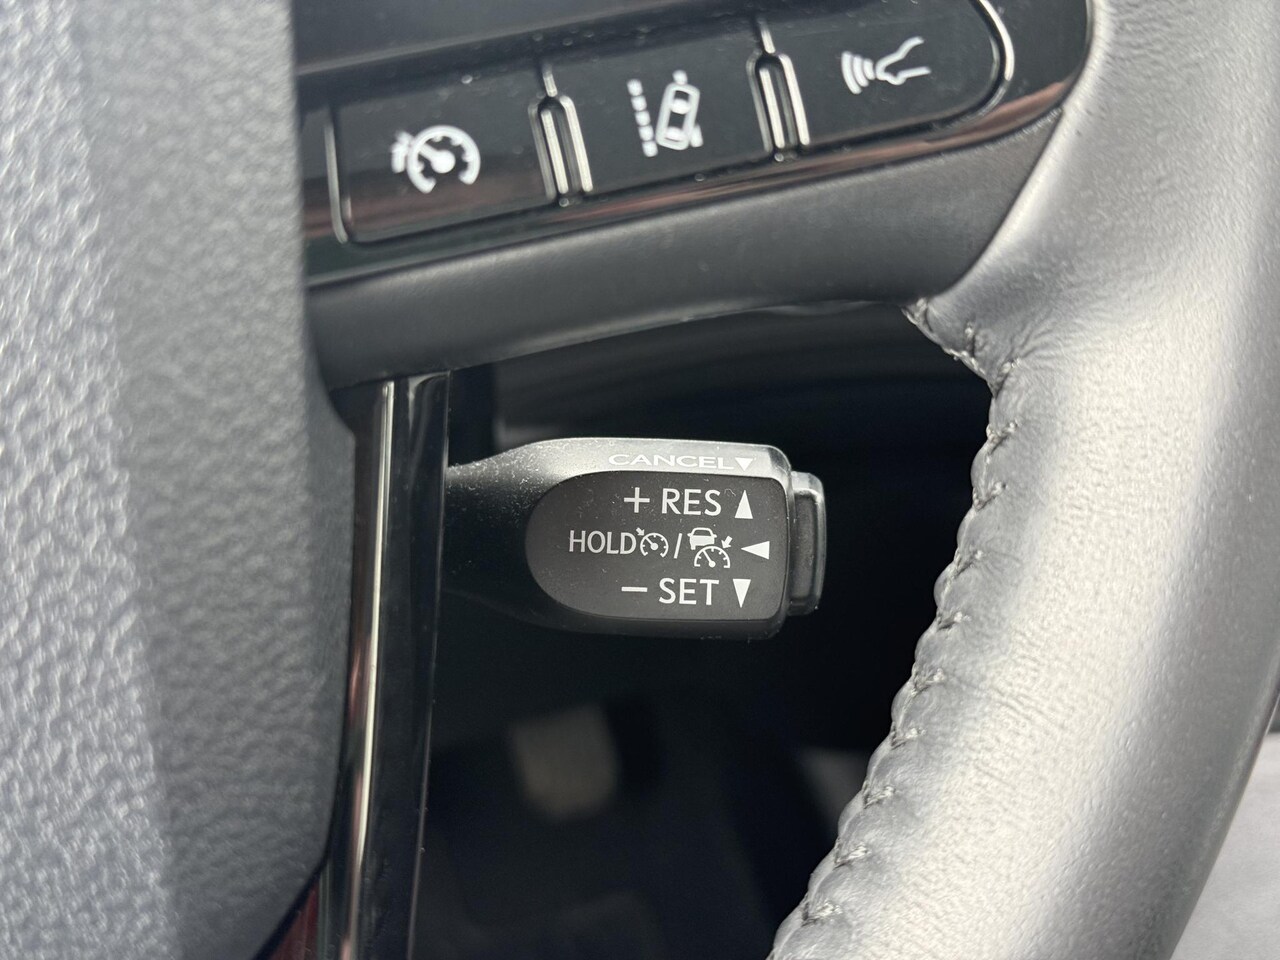 CANCEL▼
+ RES ▲
HOLD / ◀
− SET ▼